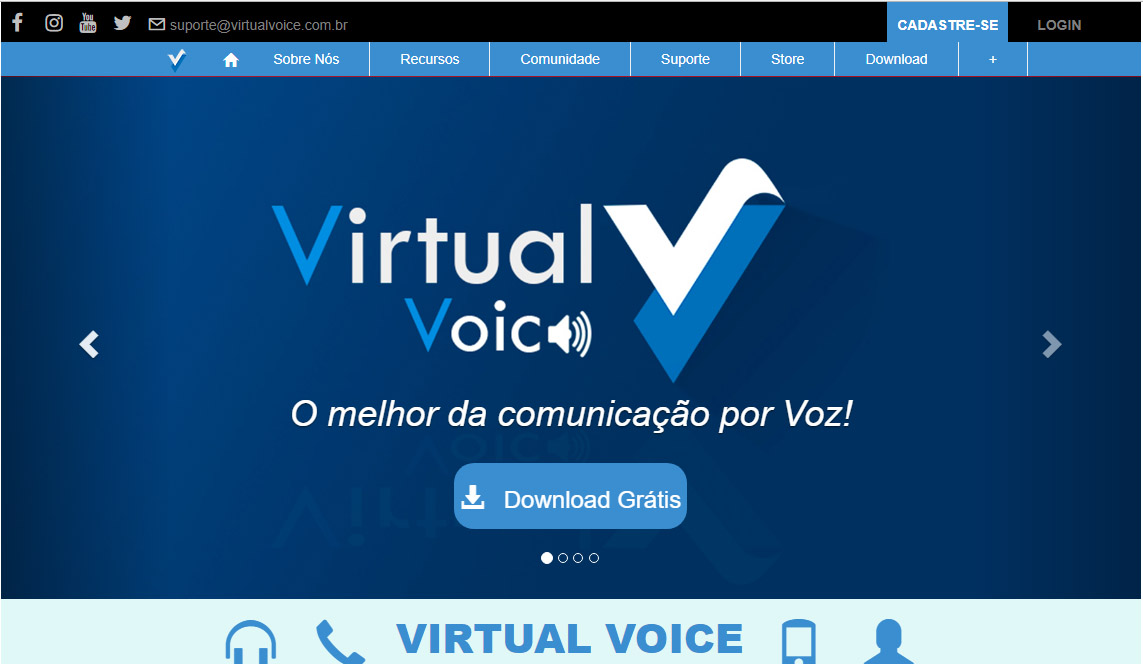 You Tube
suporte@virtualvoice.com.br
CADASTRE-SE
LOGIN
Sobre Nós
Recursos
Comunidade
Suporte
Store
Download
+
Virtual
Voic
O melhor da comunicação por Voz!
Download Grátis
VIRTUAL VOICE